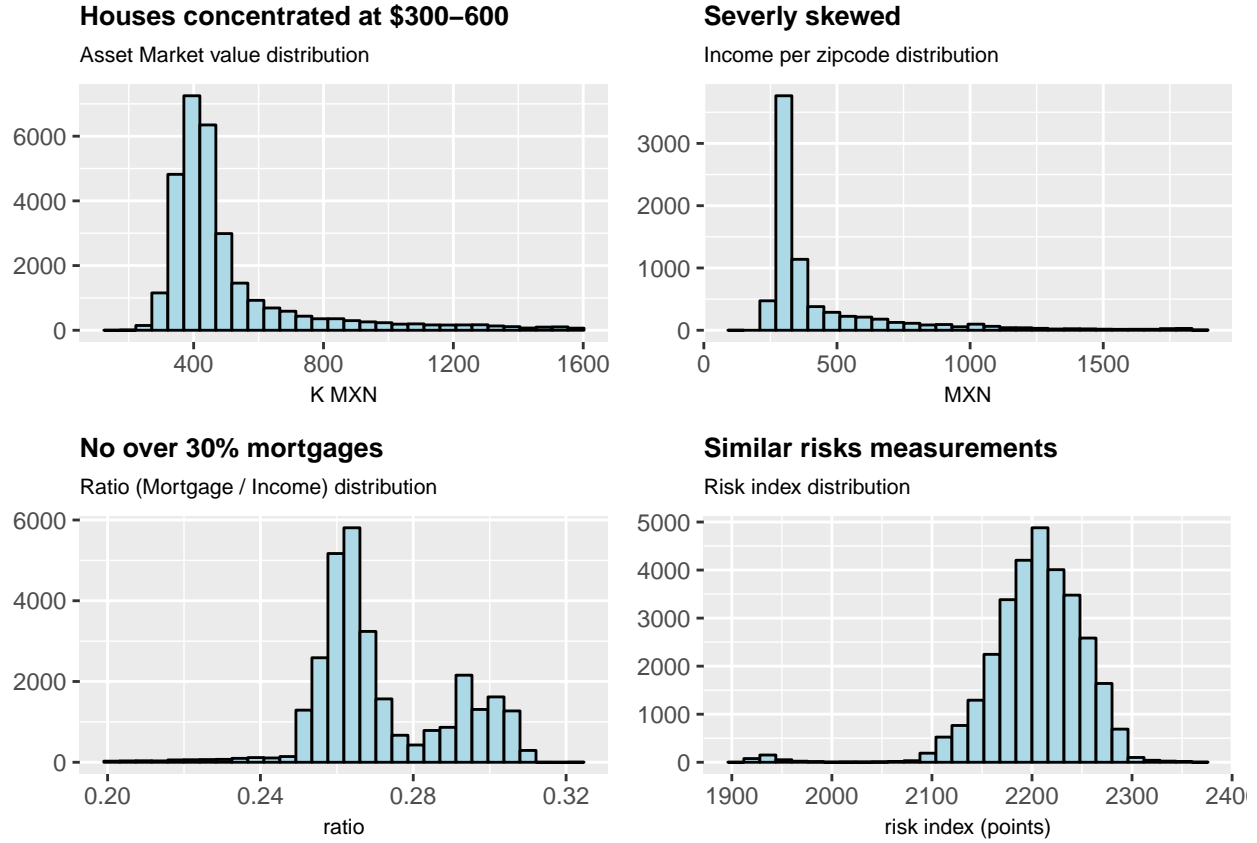 Houses concentrated at $300–600
Asset Market value distribution
6000
4000
2000
0
400 800 1200 1600
K MXN
Severly skewed
Income per zipcode distribution
3000
2000
1000
0
0 500 1000 1500
MXN
No over 30% mortgages
Ratio (Mortgage / Income) distribution
6000
4000
2000
0
0.20 0.24 0.28 0.32
ratio
Similar risks measurements
Risk index distribution
5000
4000
3000
2000
1000
0
1900 2000 2100 2200 2300 240
risk index (points)